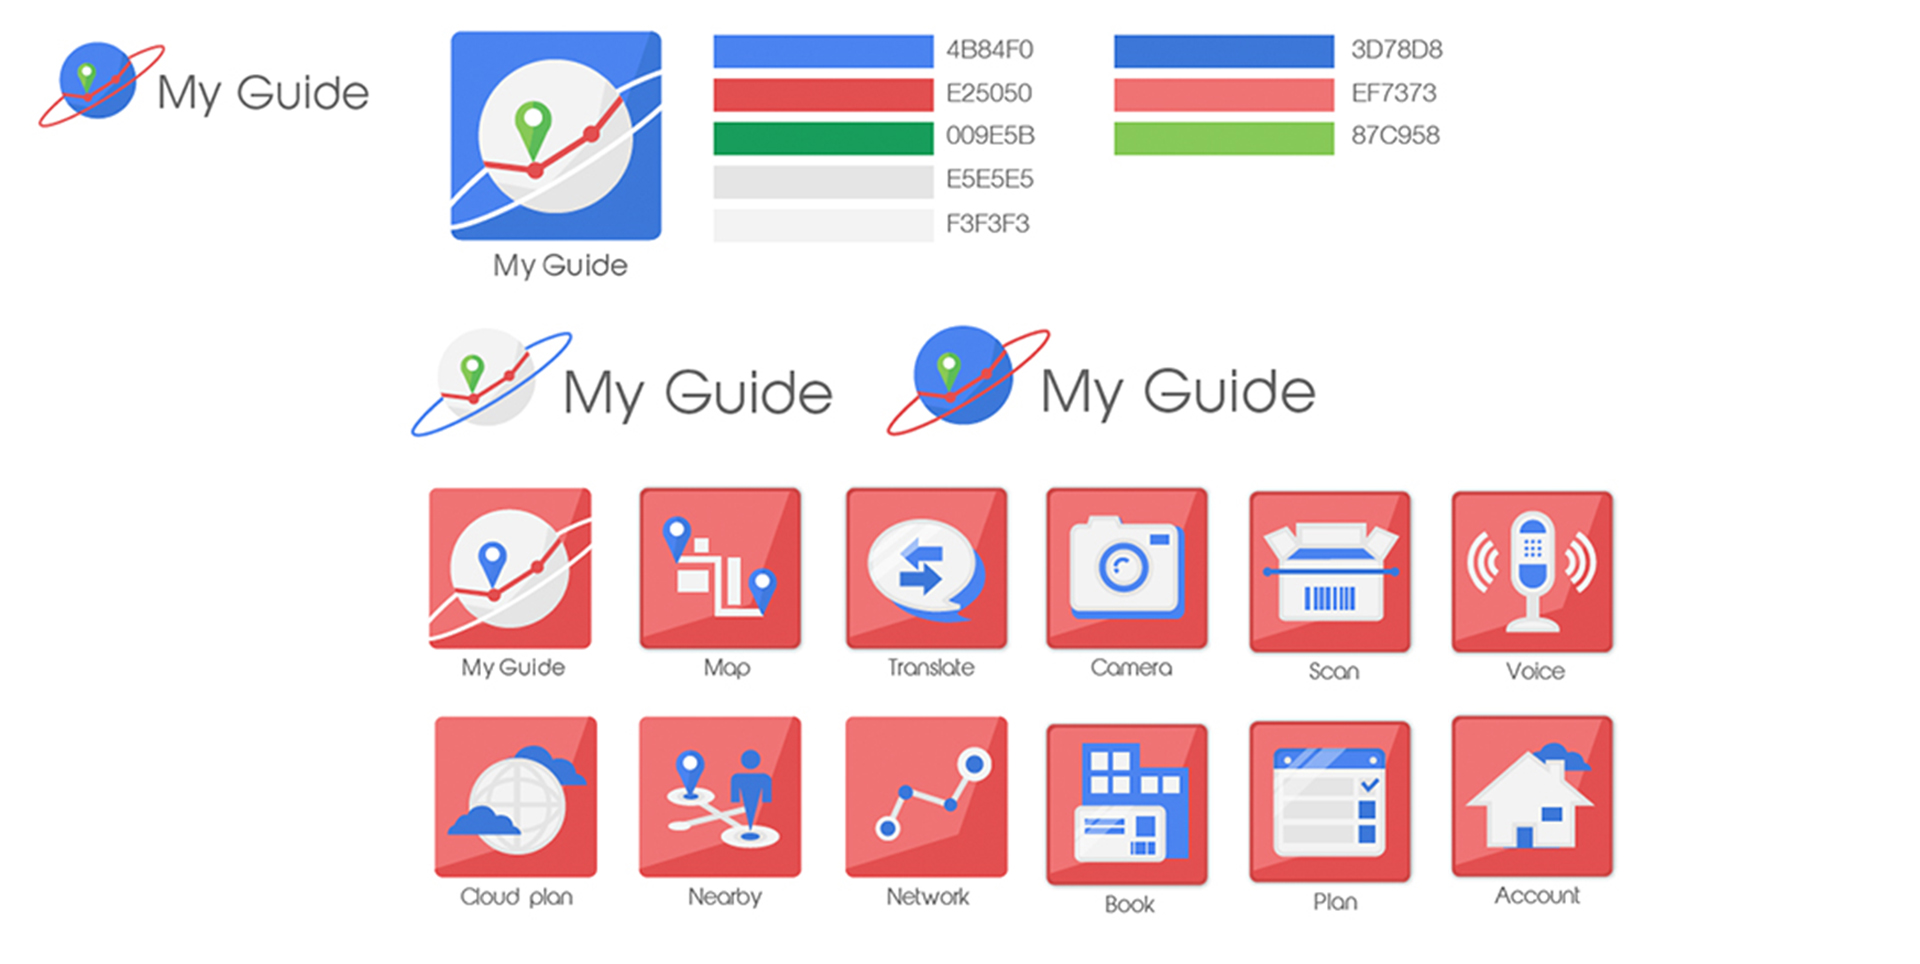 My Guide
My Guide
4B84F0
E25050
009E5B
E5E5E5
F3F3F3
3D78D8
EF7373
87C958
My Guide
My Guide
My Guide
Map
Translate
Camera
Scan
Voice
Cloud plan
Nearby
Network
Book
Plan
Account